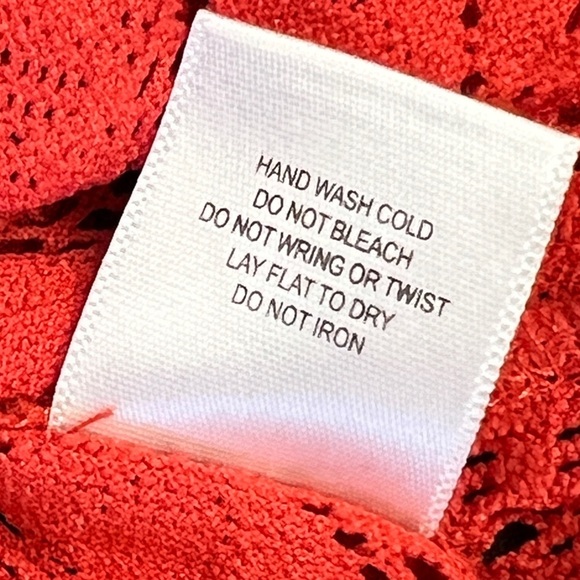 HAND WASH COLD
DO NOT BLEACH
DO NOT WRING OR TWIST
LAY FLAT TO DRY
DO NOT IRON